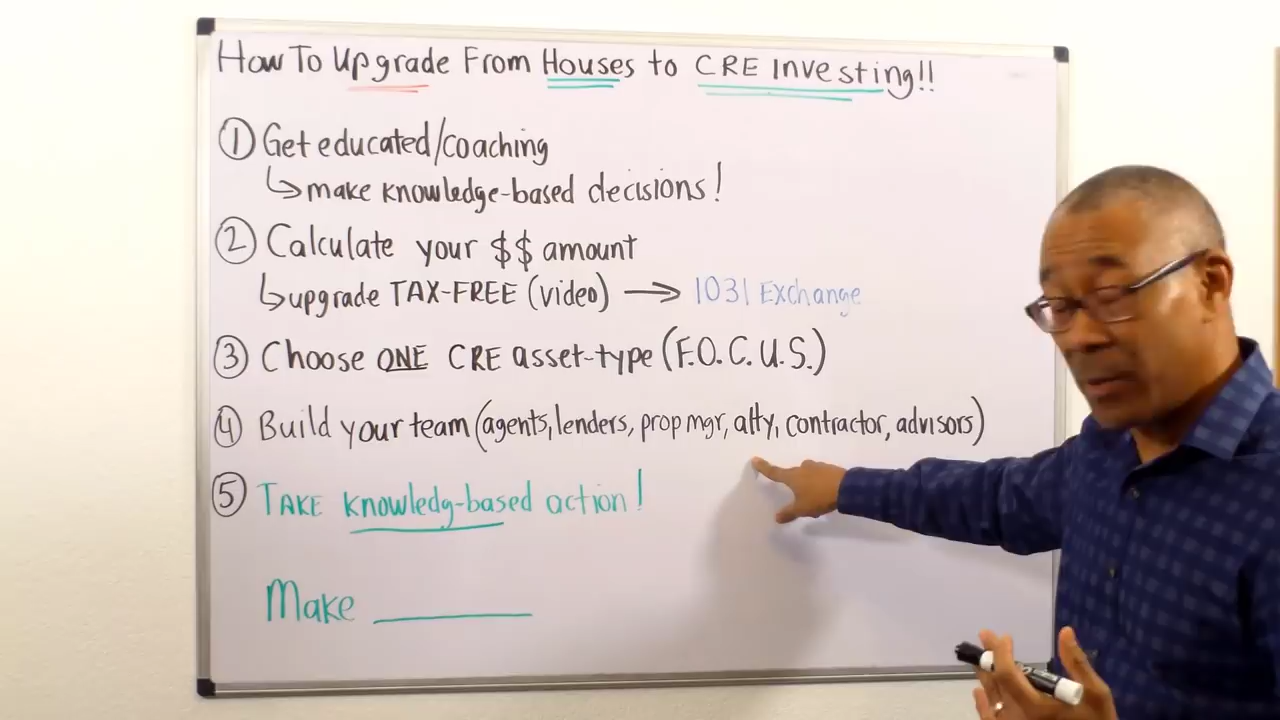 How To Upgrade From Houses to CRE Investing!!
① Get educated/coaching
↳ make knowledge-based decisions!
② Calculate your $$ amount
↳ upgrade TAX-FREE (video) → 1031 Exchange
③ Choose ONE CRE asset-type (F.O.C.U.S.)
④ Build your team (agents, lenders, prop mgr, atty, contractor, advisors)
⑤ TAKE knowledg-based action!
Make ________